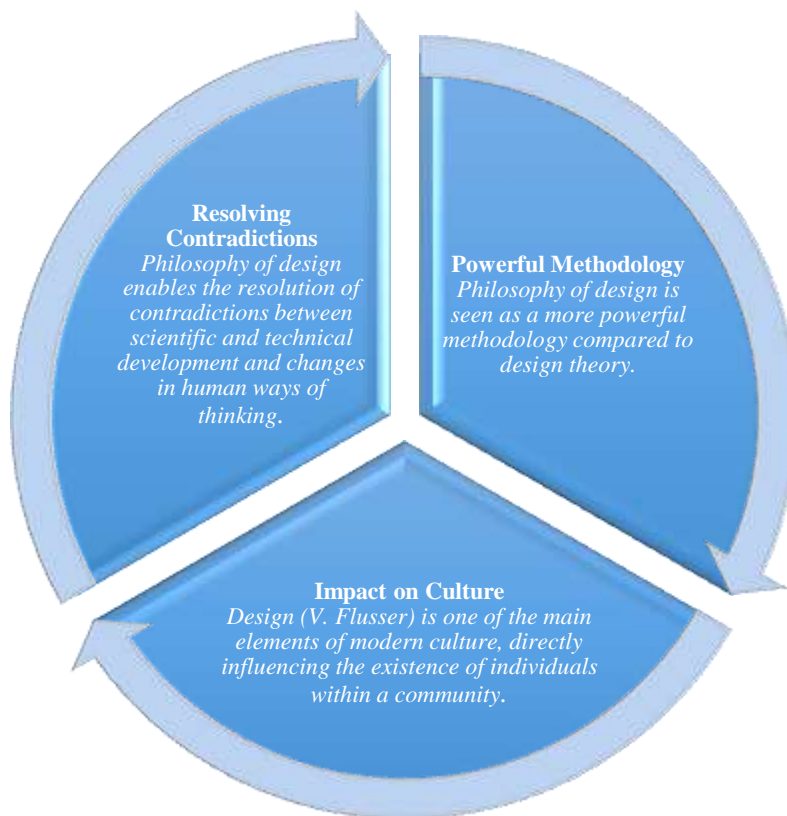 Resolving
Contradictions
Philosophy of design
enables the resolution of
contradictions between
scientific and technical
development and changes
in human ways of
thinking.
Powerful Methodology
Philosophy of design is
seen as a more powerful
methodology compared to
design theory.
Impact on Culture
Design (V. Flusser) is one of the main
elements of modern culture, directly
influencing the existence of individuals
within a community.